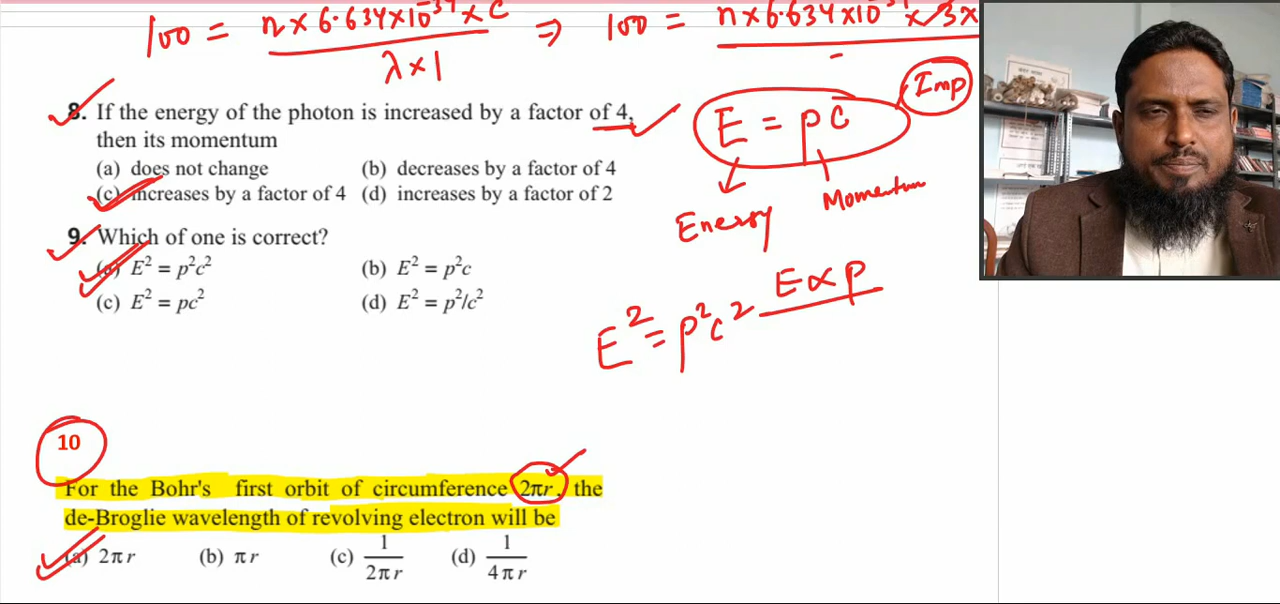 100 = n × 6.634×10⁻³⁴ × C / λ×1 ⇒ 100 = n×6.634×10⁻³⁴ × 3×
8. If the energy of the photon is increased by a factor of 4,
then its momentum
(a) does not change (b) decreases by a factor of 4
(c) increases by a factor of 4 (d) increases by a factor of 2
E = pc
Imp
Energy
Momentum
9. Which of one is correct?
(a) E² = p²c² (b) E² = p²c
(c) E² = pc² (d) E² = p²/c²
E ∝ p
E² = p²c²
10
For the Bohr's first orbit of circumference 2πr, the
de-Broglie wavelength of revolving electron will be
(a) 2πr (b) πr (c) 1/2πr (d) 1/4πr